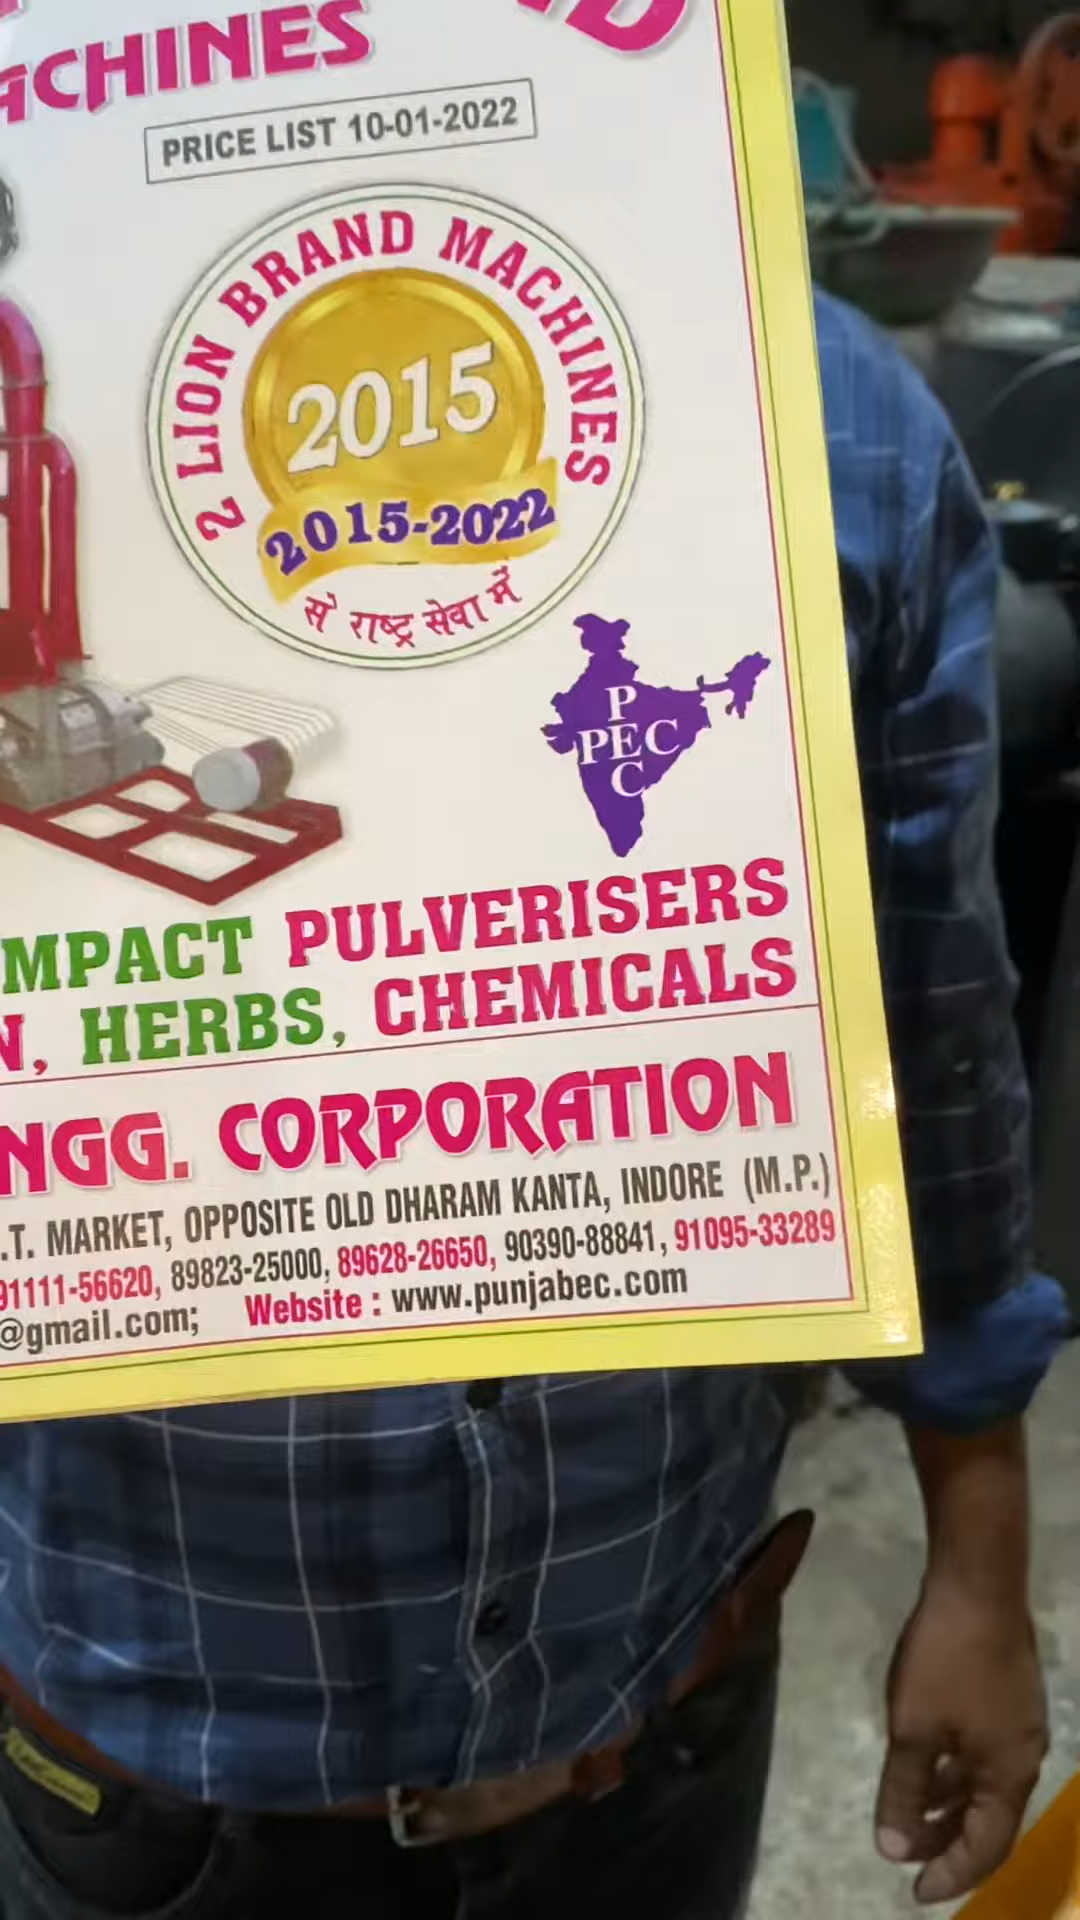 ACHINES
PRICE LIST 10-01-2022
2 LION BRAND MACHINES
2015
2015-2022
से राष्ट्र सेवा में
P
PEC
C
MPACT PULVERISERS
N, HERBS, CHEMICALS
NGG. CORPORATION
.T. MARKET, OPPOSITE OLD DHARAM KANTA, INDORE (M.P.)
91111-56620, 89823-25000, 89628-26650, 90390-88841, 91095-33289
@gmail.com; Website : www.punjabec.com